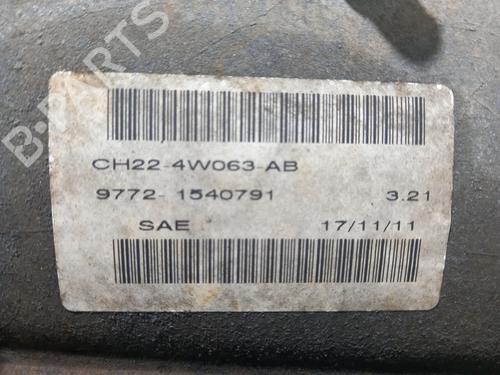 B-PARTS
CH22-4W063-AB
9772- 1540791 3.21
SAE 17/11/11